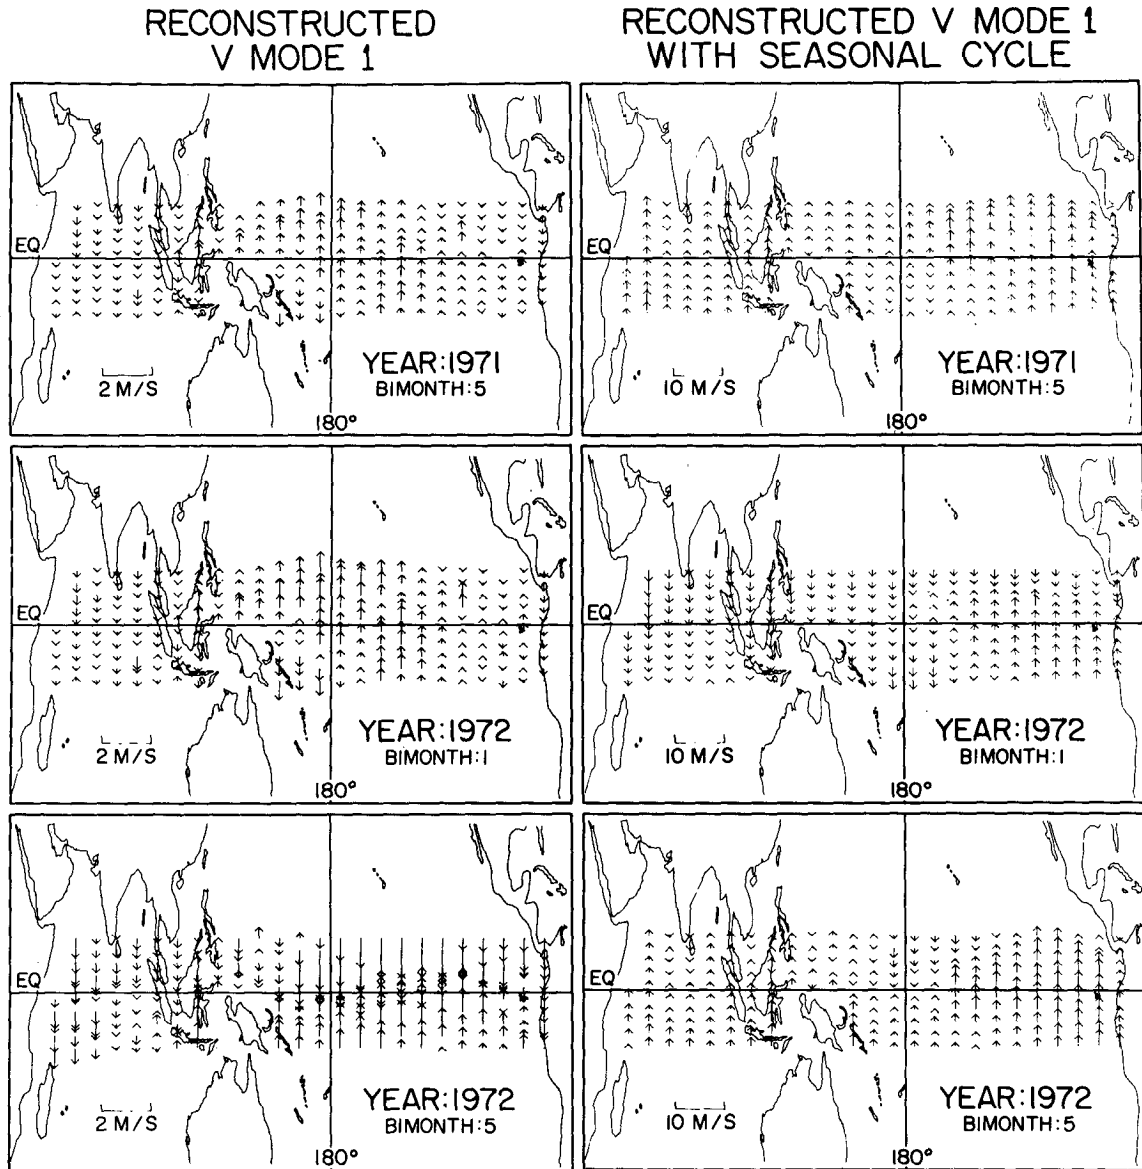 RECONSTRUCTED
V MODE 1
RECONSTRUCTED V MODE 1
WITH SEASONAL CYCLE
EQ
2 M/S
YEAR:1971
BIMONTH:5
180°
EQ
10 M/S
YEAR:1971
BIMONTH:5
180°
EQ
2 M/S
YEAR:1972
BIMONTH:1
180°
EQ
10 M/S
YEAR:1972
BIMONTH:1
180°
EQ
2 M/S
YEAR:1972
BIMONTH:5
180°
EQ
10 M/S
YEAR:1972
BIMONTH:5
180°